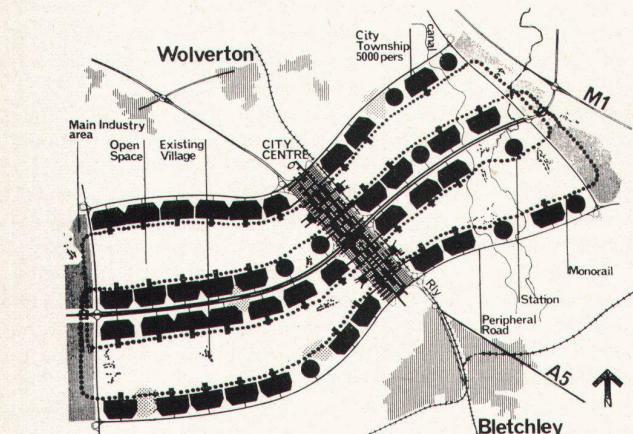 Wolverton
City
Township
5000 pers
canal
M1
Main Industry
area
Open
Space
Existing
Village
CITY
CENTRE
Monorail
Station
Peripheral
Road
Rly
A5
Bletchley